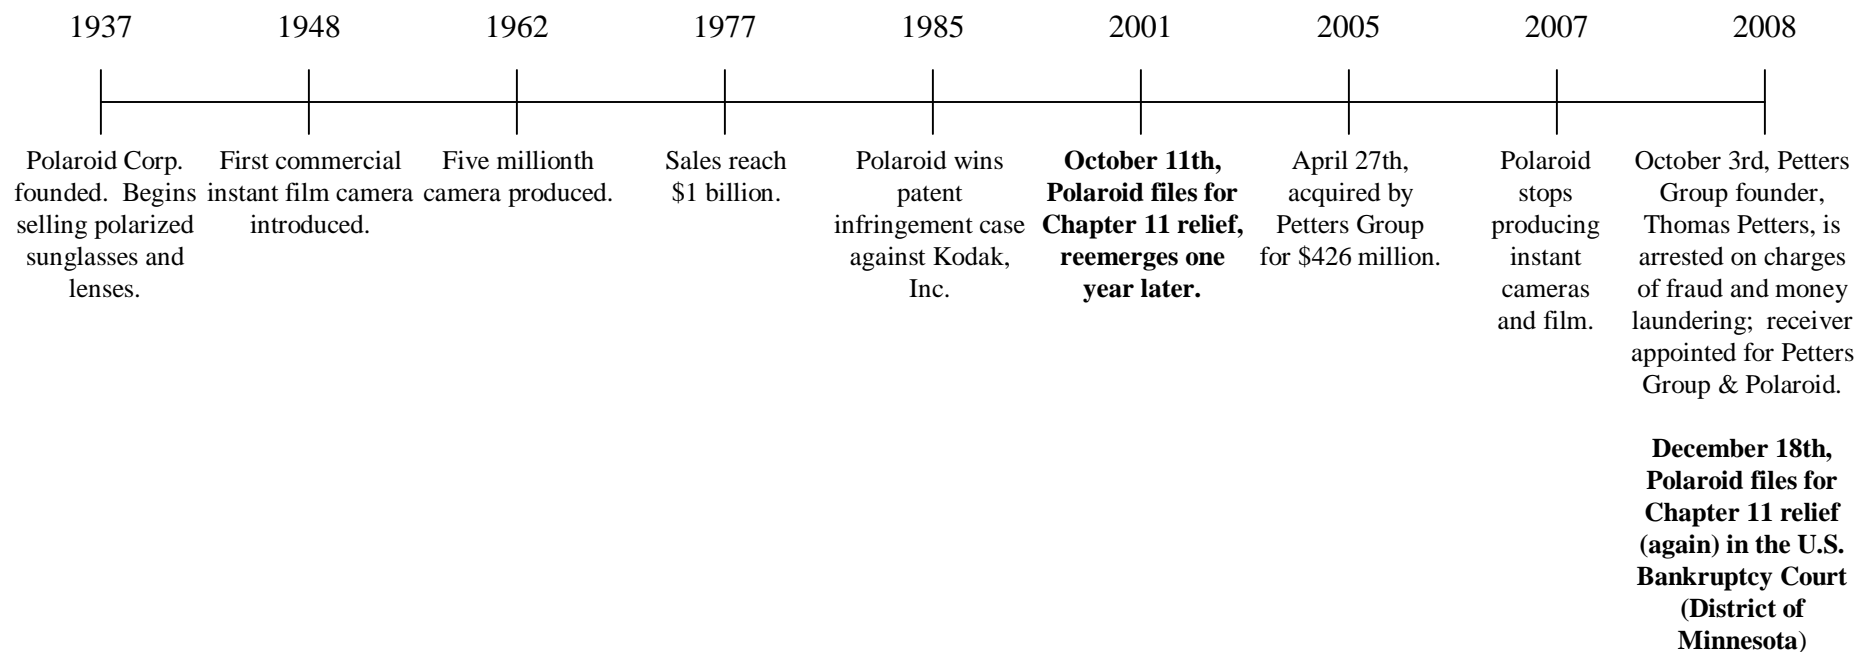 1937
1948
1962
1977
1985
2001
2005
2007
2008
Polaroid Corp.
founded.  Begins
selling polarized
sunglasses and
lenses.
First commercial
instant film camera
introduced.
Five millionth
camera produced.
Sales reach
$1 billion.
Polaroid wins
patent
infringement case
against Kodak,
Inc.
October 11th,
Polaroid files for
Chapter 11 relief,
reemerges one
year later.
April 27th,
acquired by
Petters Group
for $426 million.
Polaroid
stops
producing
instant
cameras
and film.
October 3rd, Petters
Group founder,
Thomas Petters, is
arrested on charges
of fraud and money
laundering;  receiver
appointed for Petters
Group & Polaroid.
December 18th,
Polaroid files for
Chapter 11 relief
(again) in the U.S.
Bankruptcy Court
(District of
Minnesota)